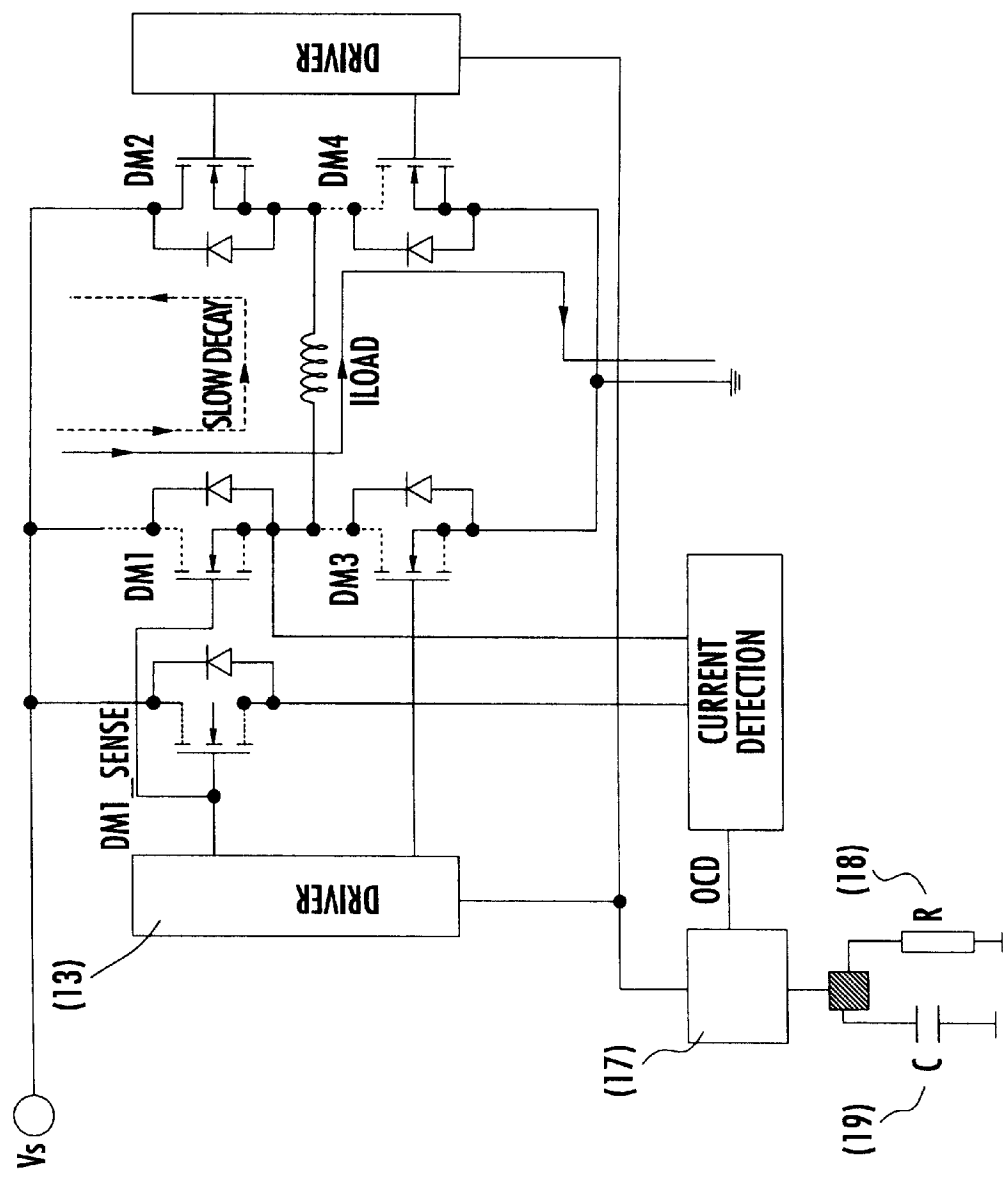 Vs
(13)
DRIVER
DM1_SENSE
DM1
DM3
SLOW DECAY
ILOAD
DM2
DM4
DRIVER
CURRENT
DETECTION
OCD
(17)
(18)
R
C
(19)